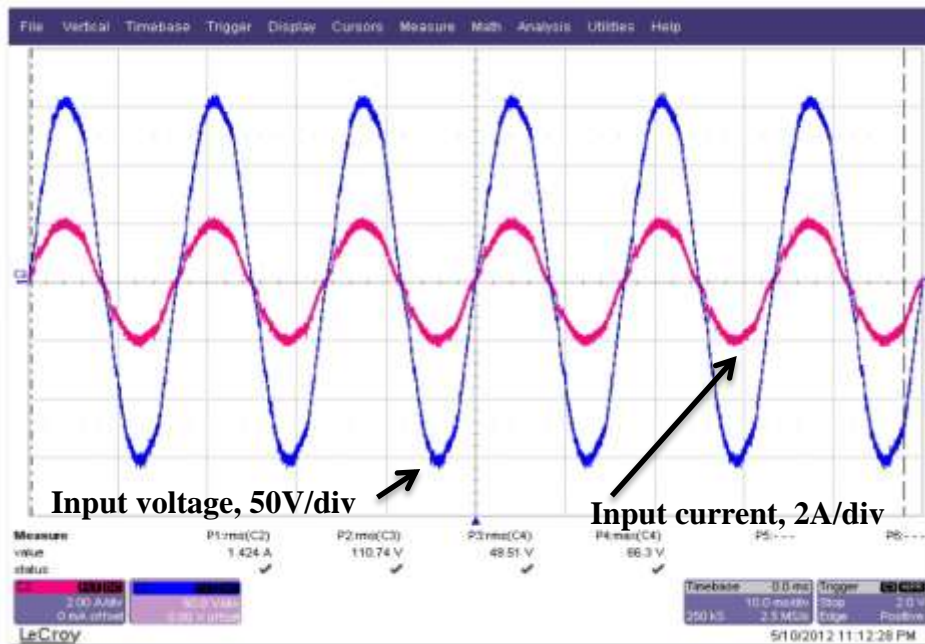 File Vertical Timebase Trigger Display Cursors Measure Math Analysis Utilities Help
Input voltage, 50V/div
Input current, 2A/div
Measure P1:rms(C2) P2:rms(C3) P3:rms(C4) P4:max(C4) P5:--- P6:---
value 1.424 A 110.74 V 49.51 V 66.3 V
status
Timebase 0.0 ms Trigger
2.00 A/div 10.0 ms/div Stop 2.0 V
0 mA offset 250 kS 2.5 MS/s Edge Positive
LeCroy 5/10/2012 11:12:28 PM